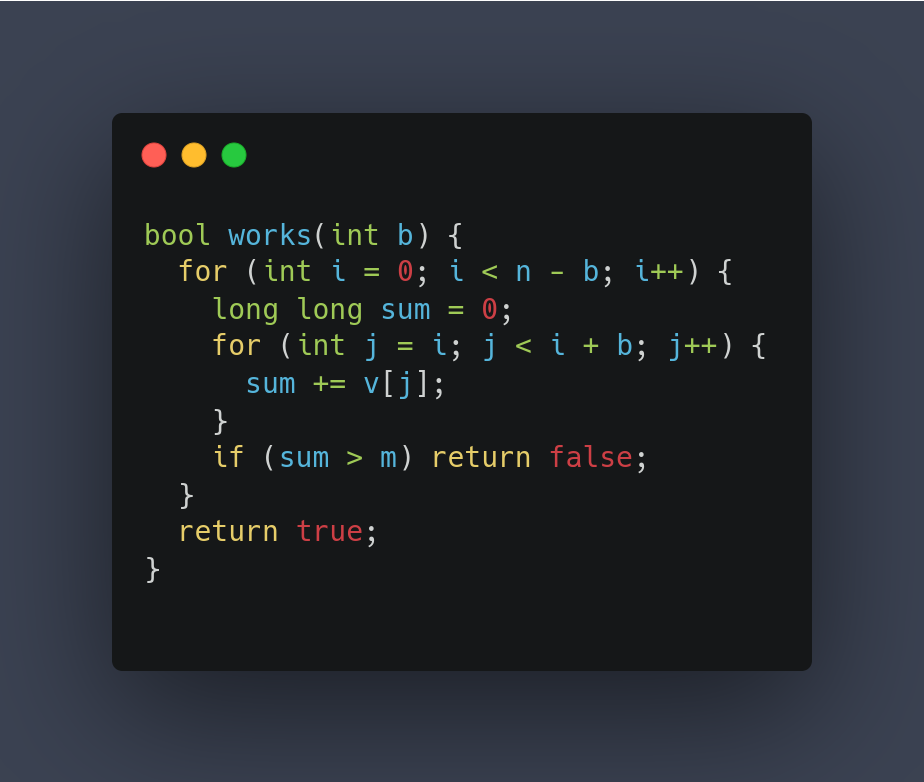 bool works(int b) {
  for (int i = 0; i < n - b; i++) {
    long long sum = 0;
    for (int j = i; j < i + b; j++) {
      sum += v[j];
    }
    if (sum > m) return false;
  }
  return true;
}